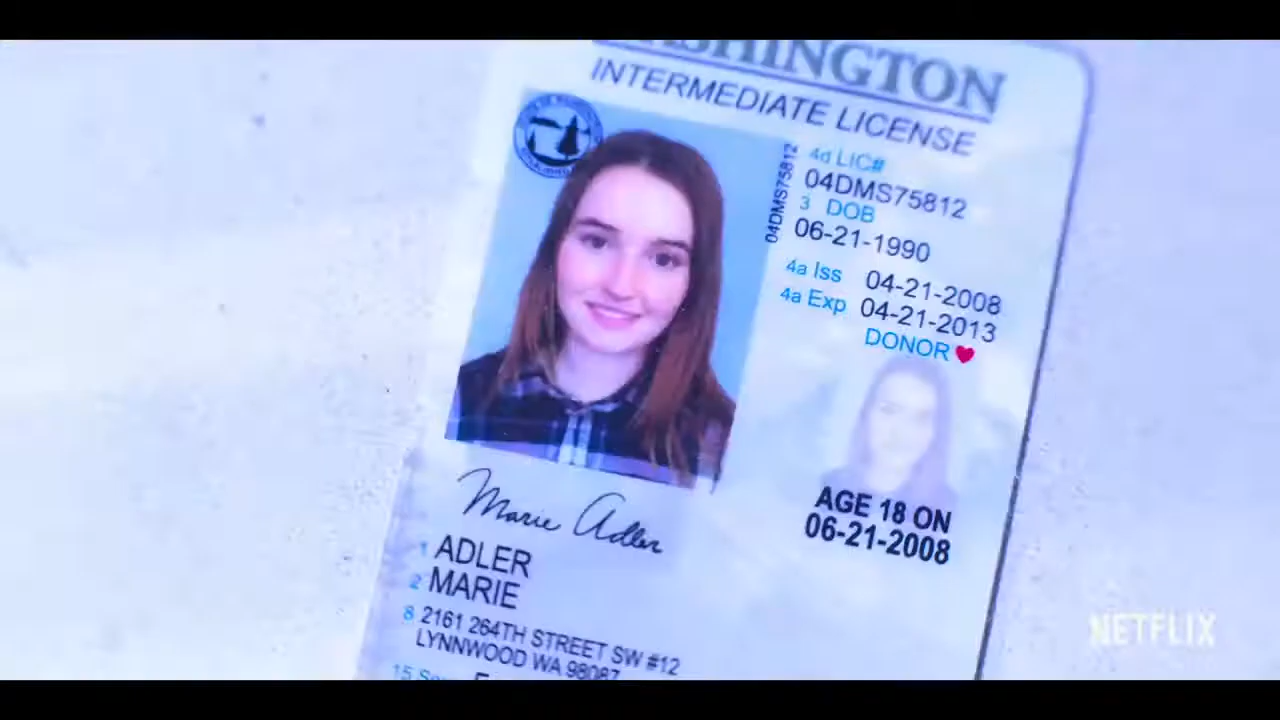 WASHINGTON
INTERMEDIATE LICENSE
4d LIC#
04DMS75812
04DMS75812
3 DOB
06-21-1990
4a Iss 04-21-2008
4a Exp 04-21-2013
DONOR
AGE 18 ON
06-21-2008
Marie Adler
1 ADLER
2 MARIE
8 2161 264TH STREET SW #12
LYNNWOOD WA 98087
15
NETFLIX